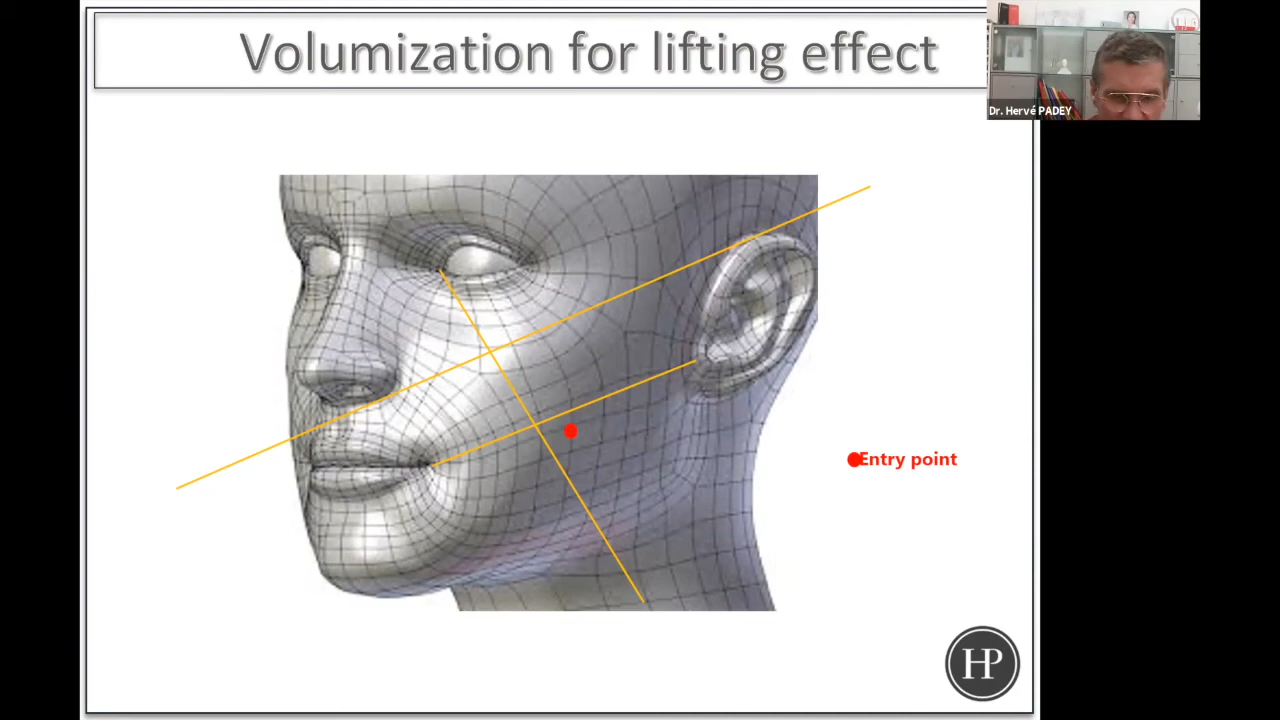 Volumization for lifting effect
Dr. Hervé PADEY
Entry point
HP